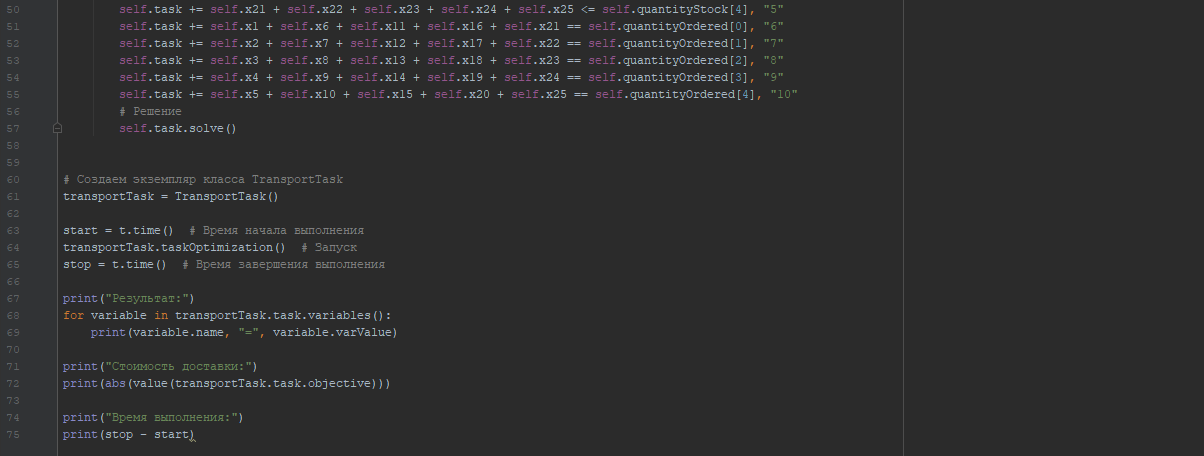 50 self.task += self.x21 + self.x22 + self.x23 + self.x24 + self.x25 <= self.quantityStock[4], "5"
51 self.task += self.x1 + self.x6 + self.x11 + self.x16 + self.x21 == self.quantityOrdered[0], "6"
52 self.task += self.x2 + self.x7 + self.x12 + self.x17 + self.x22 == self.quantityOrdered[1], "7"
53 self.task += self.x3 + self.x8 + self.x13 + self.x18 + self.x23 == self.quantityOrdered[2], "8"
54 self.task += self.x4 + self.x9 + self.x14 + self.x19 + self.x24 == self.quantityOrdered[3], "9"
55 self.task += self.x5 + self.x10 + self.x15 + self.x20 + self.x25 == self.quantityOrdered[4], "10"
56 # Решение
57 self.task.solve()
58
59
60 # Создаем экземпляр класса TransportTask
61 transportTask = TransportTask()
62
63 start = t.time()  # Время начала выполнения
64 transportTask.taskOptimization()  # Запуск
65 stop = t.time()  # Время завершения выполнения
66
67 print("Результат:")
68 for variable in transportTask.task.variables():
69     print(variable.name, "=", variable.varValue)
70
71 print("Стоимость доставки:")
72 print(abs(value(transportTask.task.objective)))
73
74 print("Время выполнения:")
75 print(stop - start)